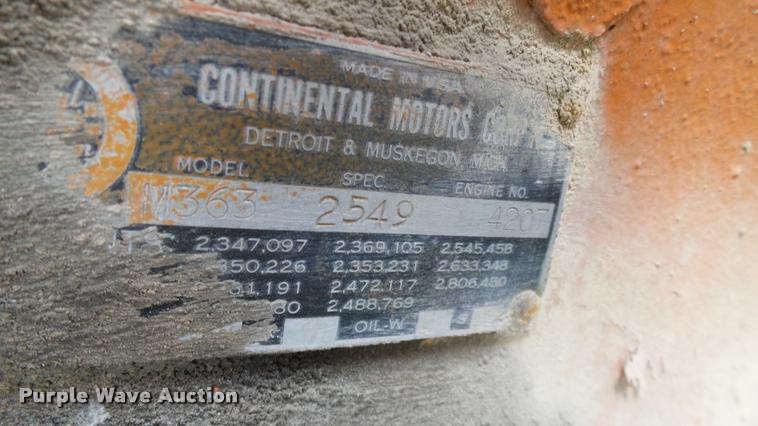 MADE IN U.S.A.
CONTINENTAL MOTORS
DETROIT & MUSKEGON, MICH
MODEL SPEC ENGINE NO.
M363 2549 4207
2,347,097 2,369,105 2,545,458
350,226 2,353,231 2,633,348
,191 2,472,117 2,806,450
80 2,488,769
OIL-W
Purple Wave Auction